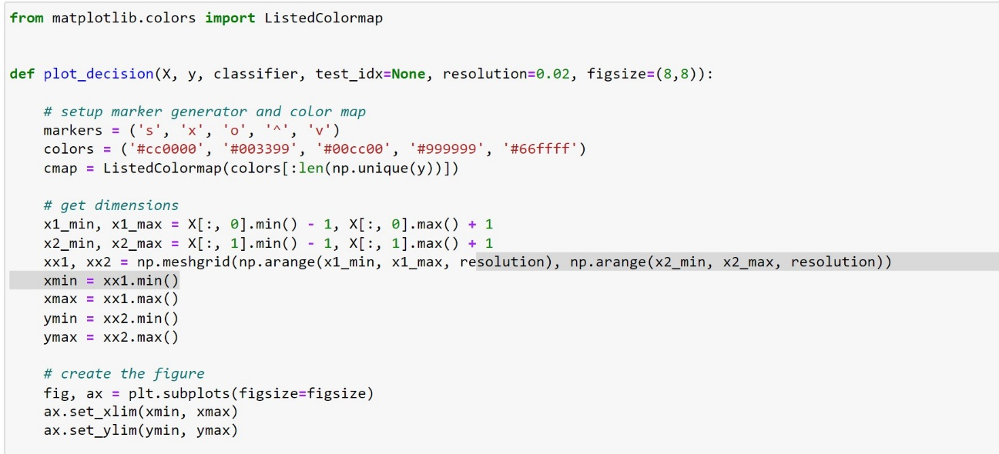 from matplotlib.colors import ListedColormap
def plot_decision(X, y, classifier, test_idx=None, resolution=0.02, figsize=(8,8)):
    # setup marker generator and color map
    markers = ('s', 'x', 'o', '^', 'v')
    colors = ('#cc0000', '#003399', '#00cc00', '#999999', '#66ffff')
    cmap = ListedColormap(colors[:len(np.unique(y))])
    # get dimensions
    x1_min, x1_max = X[:, 0].min() - 1, X[:, 0].max() + 1
    x2_min, x2_max = X[:, 1].min() - 1, X[:, 1].max() + 1
    xx1, xx2 = np.meshgrid(np.arange(x1_min, x1_max, resolution), np.arange(x2_min, x2_max, resolution))
    xmin = xx1.min()
    xmax = xx1.max()
    ymin = xx2.min()
    ymax = xx2.max()
    # create the figure
    fig, ax = plt.subplots(figsize=figsize)
    ax.set_xlim(xmin, xmax)
    ax.set_ylim(ymin, ymax)